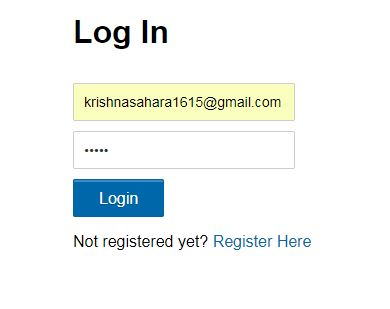 Log In
krishnasahara1615@gmail.com
•••••
Login
Not registered yet? Register Here